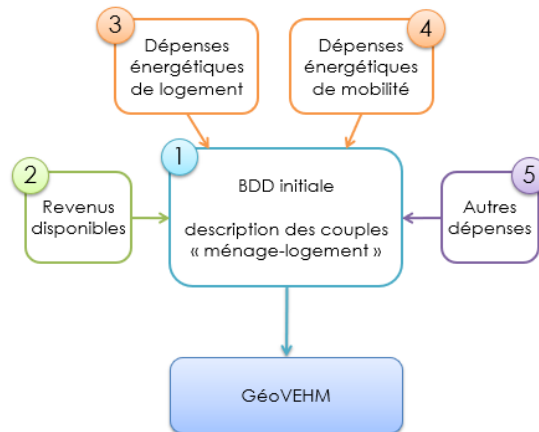 3
Dépenses
énergétiques
de logement
4
Dépenses
énergétiques
de mobilité
1
BDD initiale
description des couples
« ménage-logement »
2
Revenus
disponibles
5
Autres
dépenses
GéoVEHM